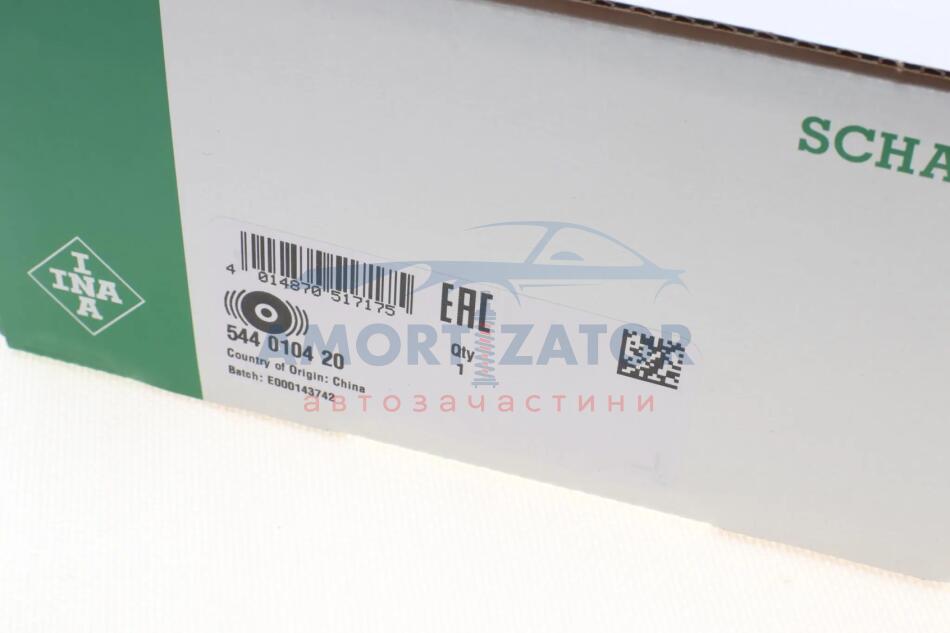 SCHA
I
INA
A
4 014870 517175
EAC
544 0104 20
Qty
1
Country of Origin: China
Batch: E000143742
AMORTIZATOR
автозачастини